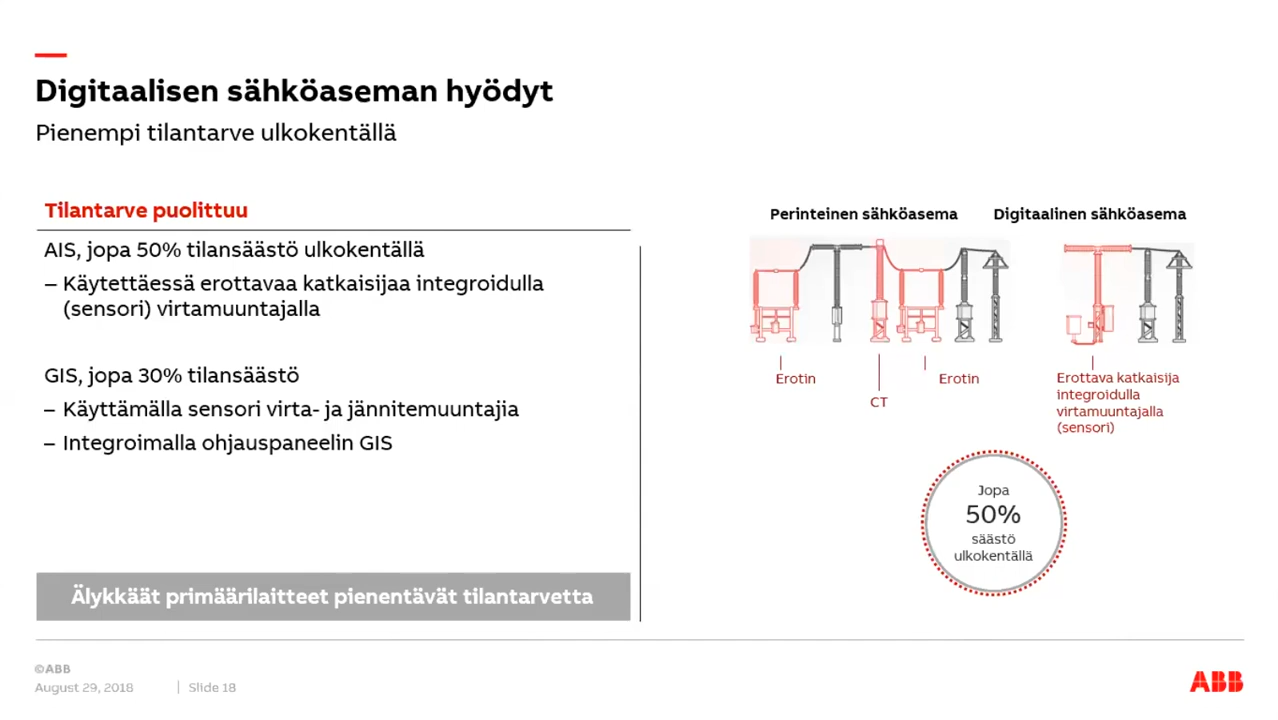 Digitaalisen sähköaseman hyödyt
Pienempi tilantarve ulkokentällä
Tilantarve puolittuu
AIS, jopa 50% tilansäästö ulkokentällä
– Käytettäessä erottavaa katkaisijaa integroidulla
(sensori) virtamuuntajalla
GIS, jopa 30% tilansäästö
– Käyttämällä sensori virta- ja jännitemuuntajia
– Integroimalla ohjauspaneelin GIS
Älykkäät primäärilaitteet pienentävät tilantarvetta
Perinteinen sähköasema
Digitaalinen sähköasema
Erotin
CT
Erotin
Erottava katkaisija
integroidulla
virtamuuntajalla
(sensori)
Jopa
50%
säästö
ulkokentällä
©ABB
August 29, 2018 | Slide 18
ABB